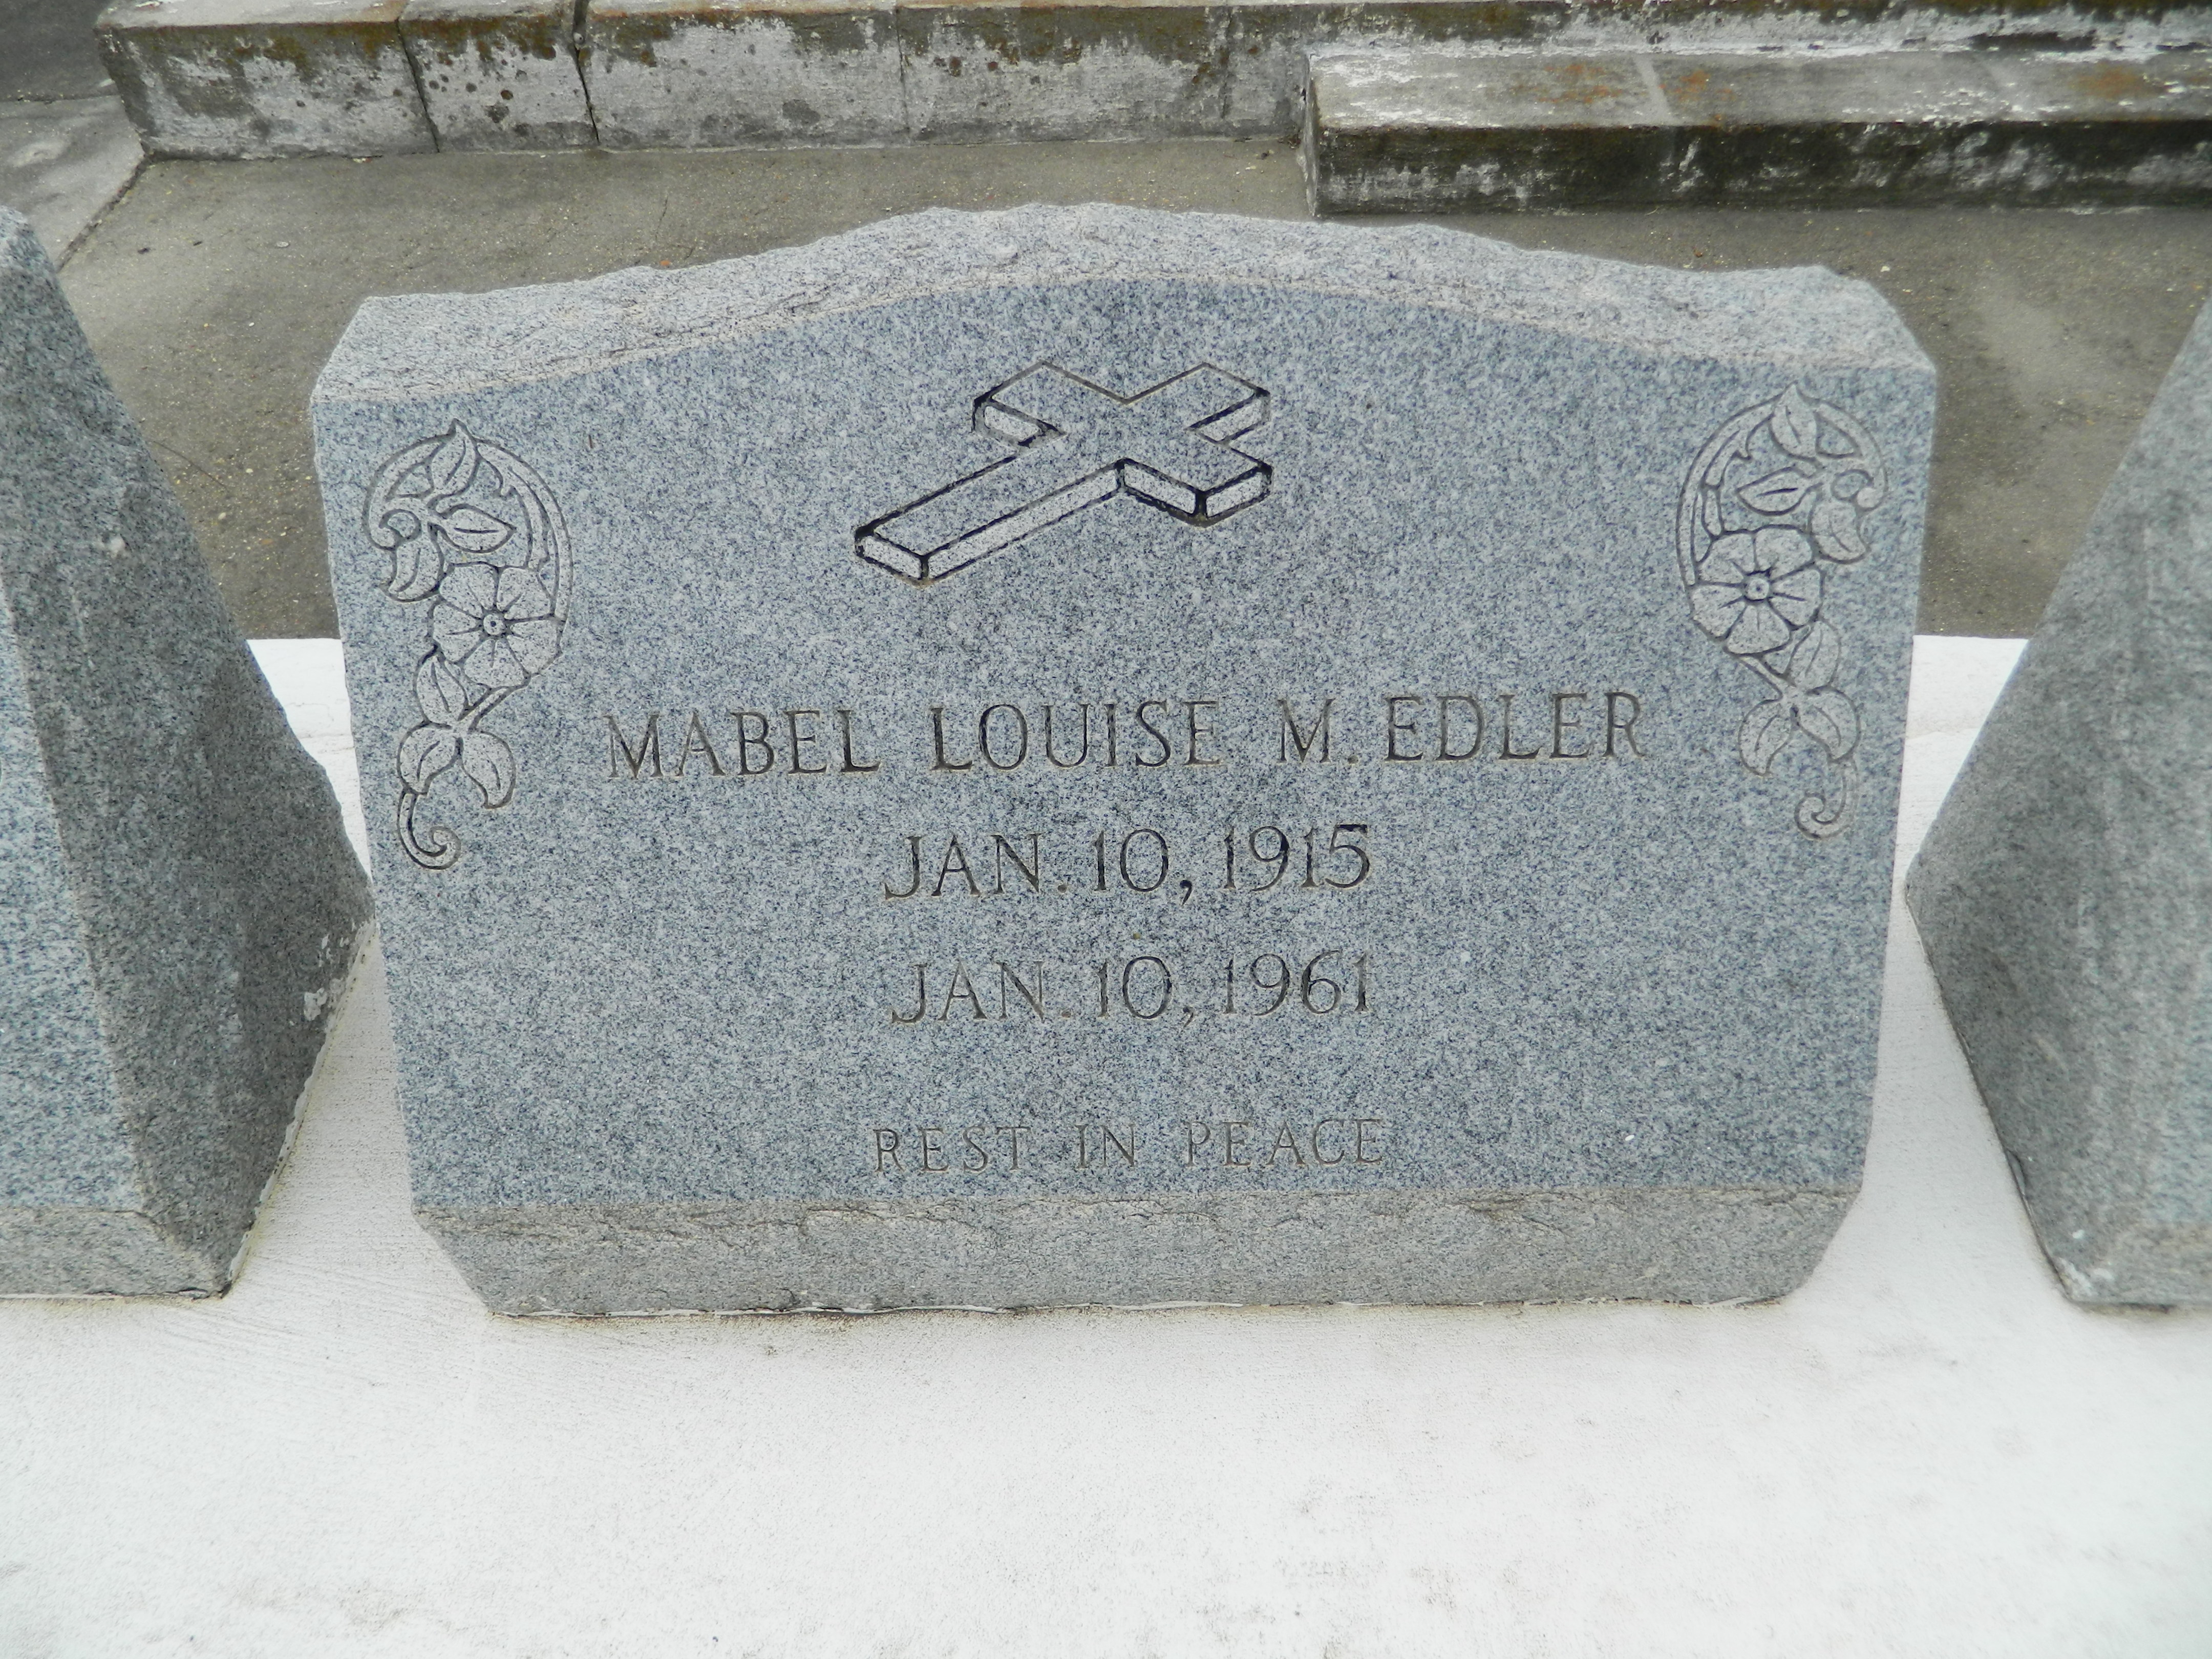 MABEL LOUISE M. EDLER
JAN. 10, 1915
JAN. 10, 1961
REST IN PEACE